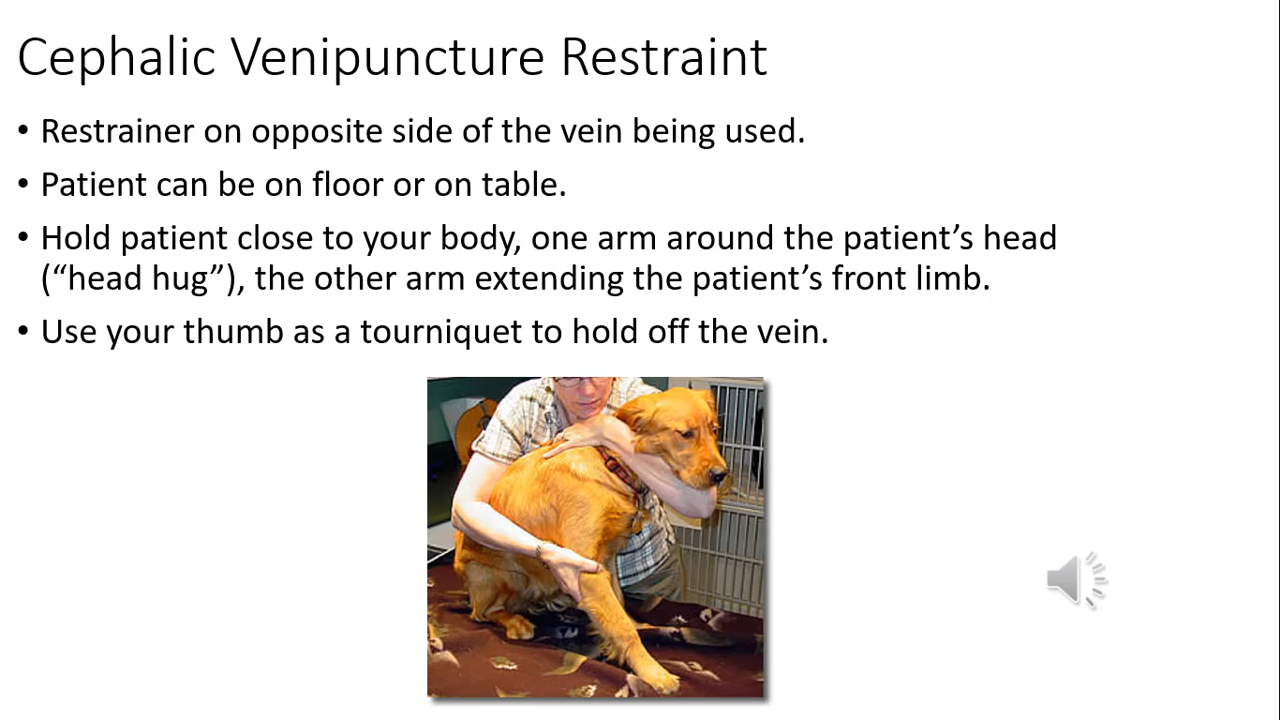 Cephalic Venipuncture Restraint
• Restrainer on opposite side of the vein being used.
• Patient can be on floor or on table.
• Hold patient close to your body, one arm around the patient’s head
(“head hug”), the other arm extending the patient’s front limb.
• Use your thumb as a tourniquet to hold off the vein.